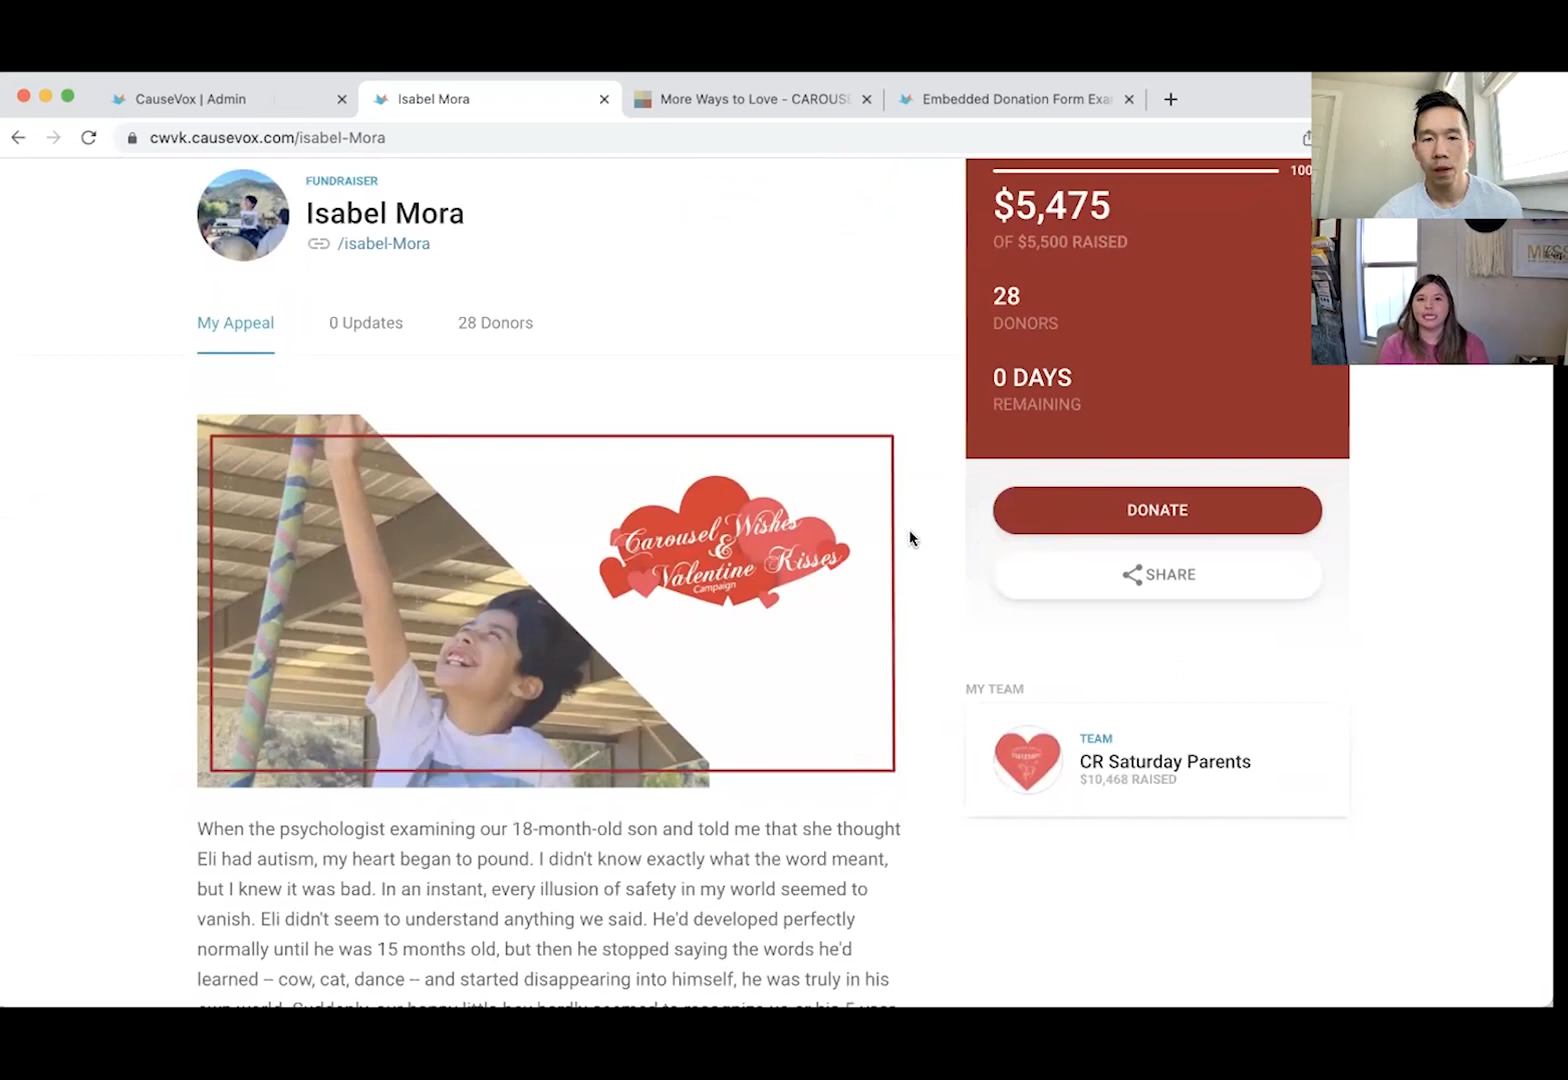 CauseVox | Admin
Isabel Mora
More Ways to Love - CAROUS
Embedded Donation Form Exa
cwvk.causevox.com/isabel-Mora
FUNDRAISER
Isabel Mora
/isabel-Mora
My Appeal
0 Updates
28 Donors
Carousel Wishes
&
Valentine Kisses
Campaign
When the psychologist examining our 18-month-old son and told me that she thought
Eli had autism, my heart began to pound. I didn't know exactly what the word meant,
but I knew it was bad. In an instant, every illusion of safety in my world seemed to
vanish. Eli didn't seem to understand anything we said. He'd developed perfectly
normally until he was 15 months old, but then he stopped saying the words he'd
learned -- cow, cat, dance -- and started disappearing into himself, he was truly in his
100
$5,475
OF $5,500 RAISED
28
DONORS
0 DAYS
REMAINING
DONATE
SHARE
MY TEAM
TEAM
CR Saturday Parents
$10,468 RAISED